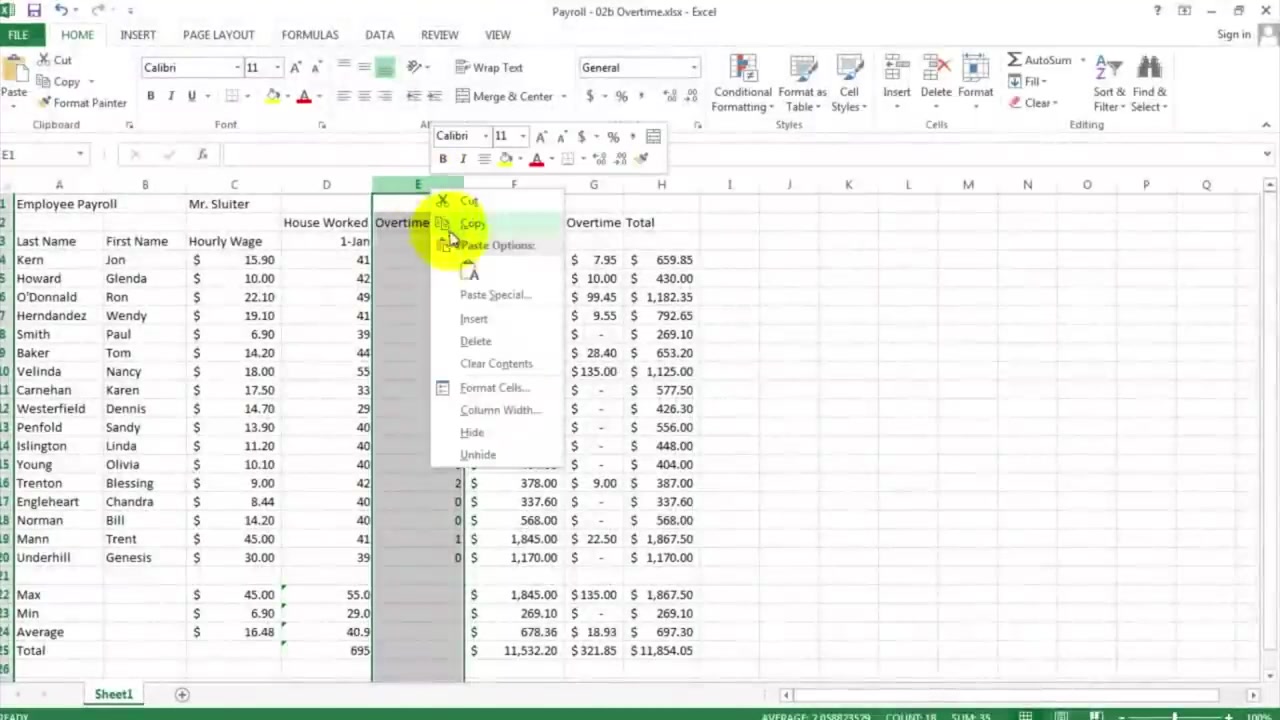 Payroll - 02b Overtime.xlsx - Excel
FILE HOME INSERT PAGE LAYOUT FORMULAS DATA REVIEW VIEW Sign in
Paste Cut Copy Format Painter
Clipboard
Calibri 11
B I U
Font
Wrap Text
Merge & Center
General
$ % ,
Conditional Formatting Format as Table Cell Styles
Styles
Insert Delete Format
Cells
AutoSum Fill Clear Sort & Filter Find & Select
Editing
Calibri 11 $ % ,
B I A
E1 fx
A B C D E F G H I J K L M N O P Q
1 Employee Payroll Mr. Sluiter
2 House Worked Overtime Overtime Total
3 Last Name First Name Hourly Wage 1-Jan
4 Kern Jon $ 15.90 41 $ 7.95 $ 659.85
5 Howard Glenda $ 10.00 42 $ 10.00 $ 430.00
6 O'Donald Ron $ 22.10 49 $ 99.45 $ 1,182.35
7 Herndandez Wendy $ 19.10 41 $ 9.55 $ 792.65
8 Smith Paul $ 6.90 39 $ - $ 269.10
9 Baker Tom $ 14.20 44 $ 28.40 $ 653.20
10 Velinda Nancy $ 18.00 55 $135.00 $ 1,125.00
11 Carnehan Karen $ 17.50 33 $ - $ 577.50
12 Westerfield Dennis $ 14.70 29 $ - $ 426.30
13 Penfold Sandy $ 13.90 40 $ - $ 556.00
14 Islington Linda $ 11.20 40 $ - $ 448.00
15 Young Olivia $ 10.10 40 $ - $ 404.00
16 Trenton Blessing $ 9.00 42 2 $ 378.00 $ 9.00 $ 387.00
17 Engleheart Chandra $ 8.44 40 0 $ 337.60 $ - $ 337.60
18 Norman Bill $ 14.20 40 0 $ 568.00 $ - $ 568.00
19 Mann Trent $ 45.00 41 1 $ 1,845.00 $ 22.50 $ 1,867.50
20 Underhill Genesis $ 30.00 39 0 $ 1,170.00 $ - $ 1,170.00
21
22 Max $ 45.00 55.0 $ 1,845.00 $135.00 $ 1,867.50
23 Min $ 6.90 29.0 $ 269.10 $ - $ 269.10
24 Average $ 16.48 40.9 $ 678.36 $ 18.93 $ 697.30
25 Total 695 $ 11,532.20 $ 321.85 $ 11,854.05
26
Cut
Copy
Paste Options:
Paste Special...
Insert
Delete
Clear Contents
Format Cells...
Column Width...
Hide
Unhide
Sheet1
READY AVERAGE: 2.058823529 COUNT: 18 SUM: 35 100%